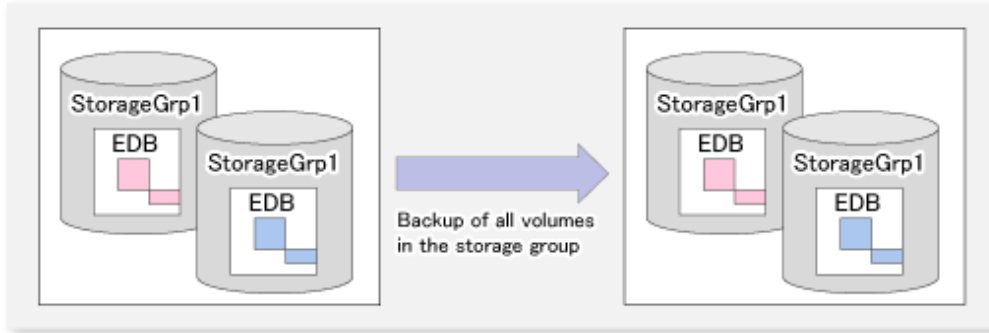 StorageGrp1
EDB
StorageGrp1
EDB
Backup of all volumes
in the storage group
StorageGrp1
EDB
StorageGrp1
EDB